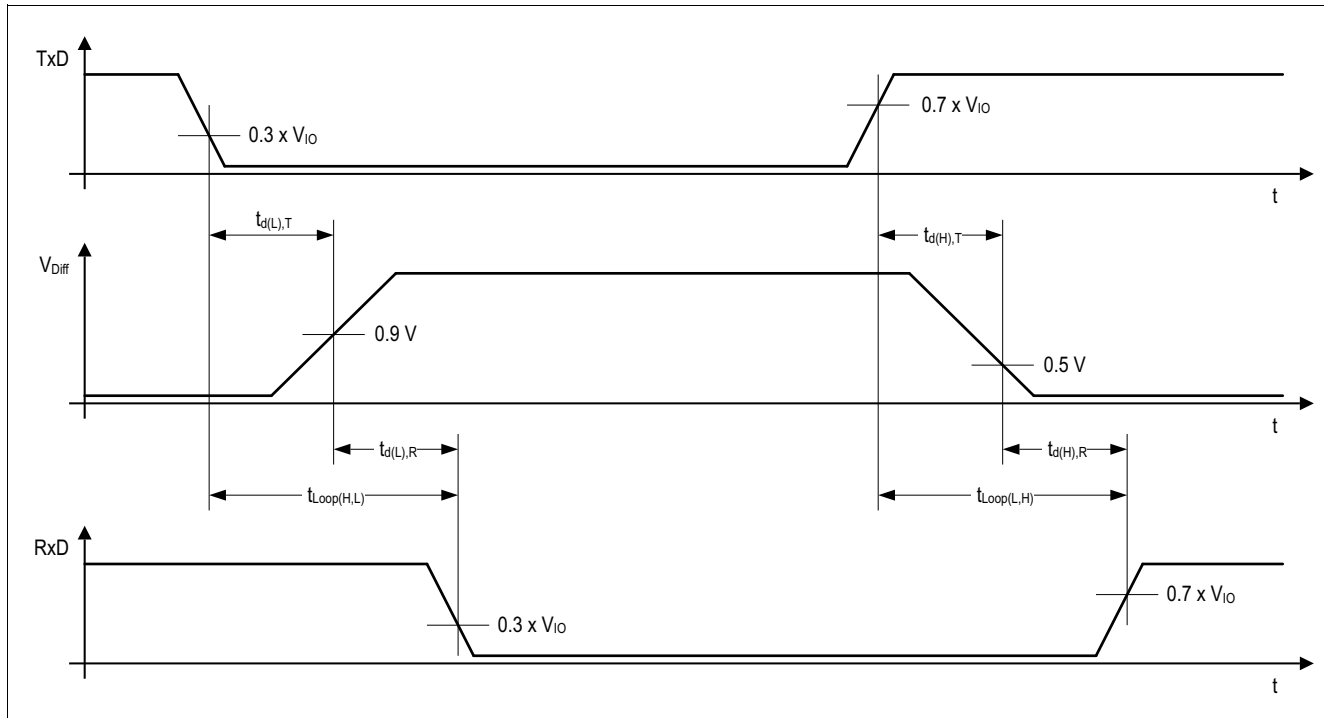 TxD
0.3 x VIO
0.7 x VIO
t
td(L),T
td(H),T
VDiff
0.9 V
0.5 V
t
td(L),R
td(H),R
tLoop(H,L)
tLoop(L,H)
RxD
0.3 x VIO
0.7 x VIO
t